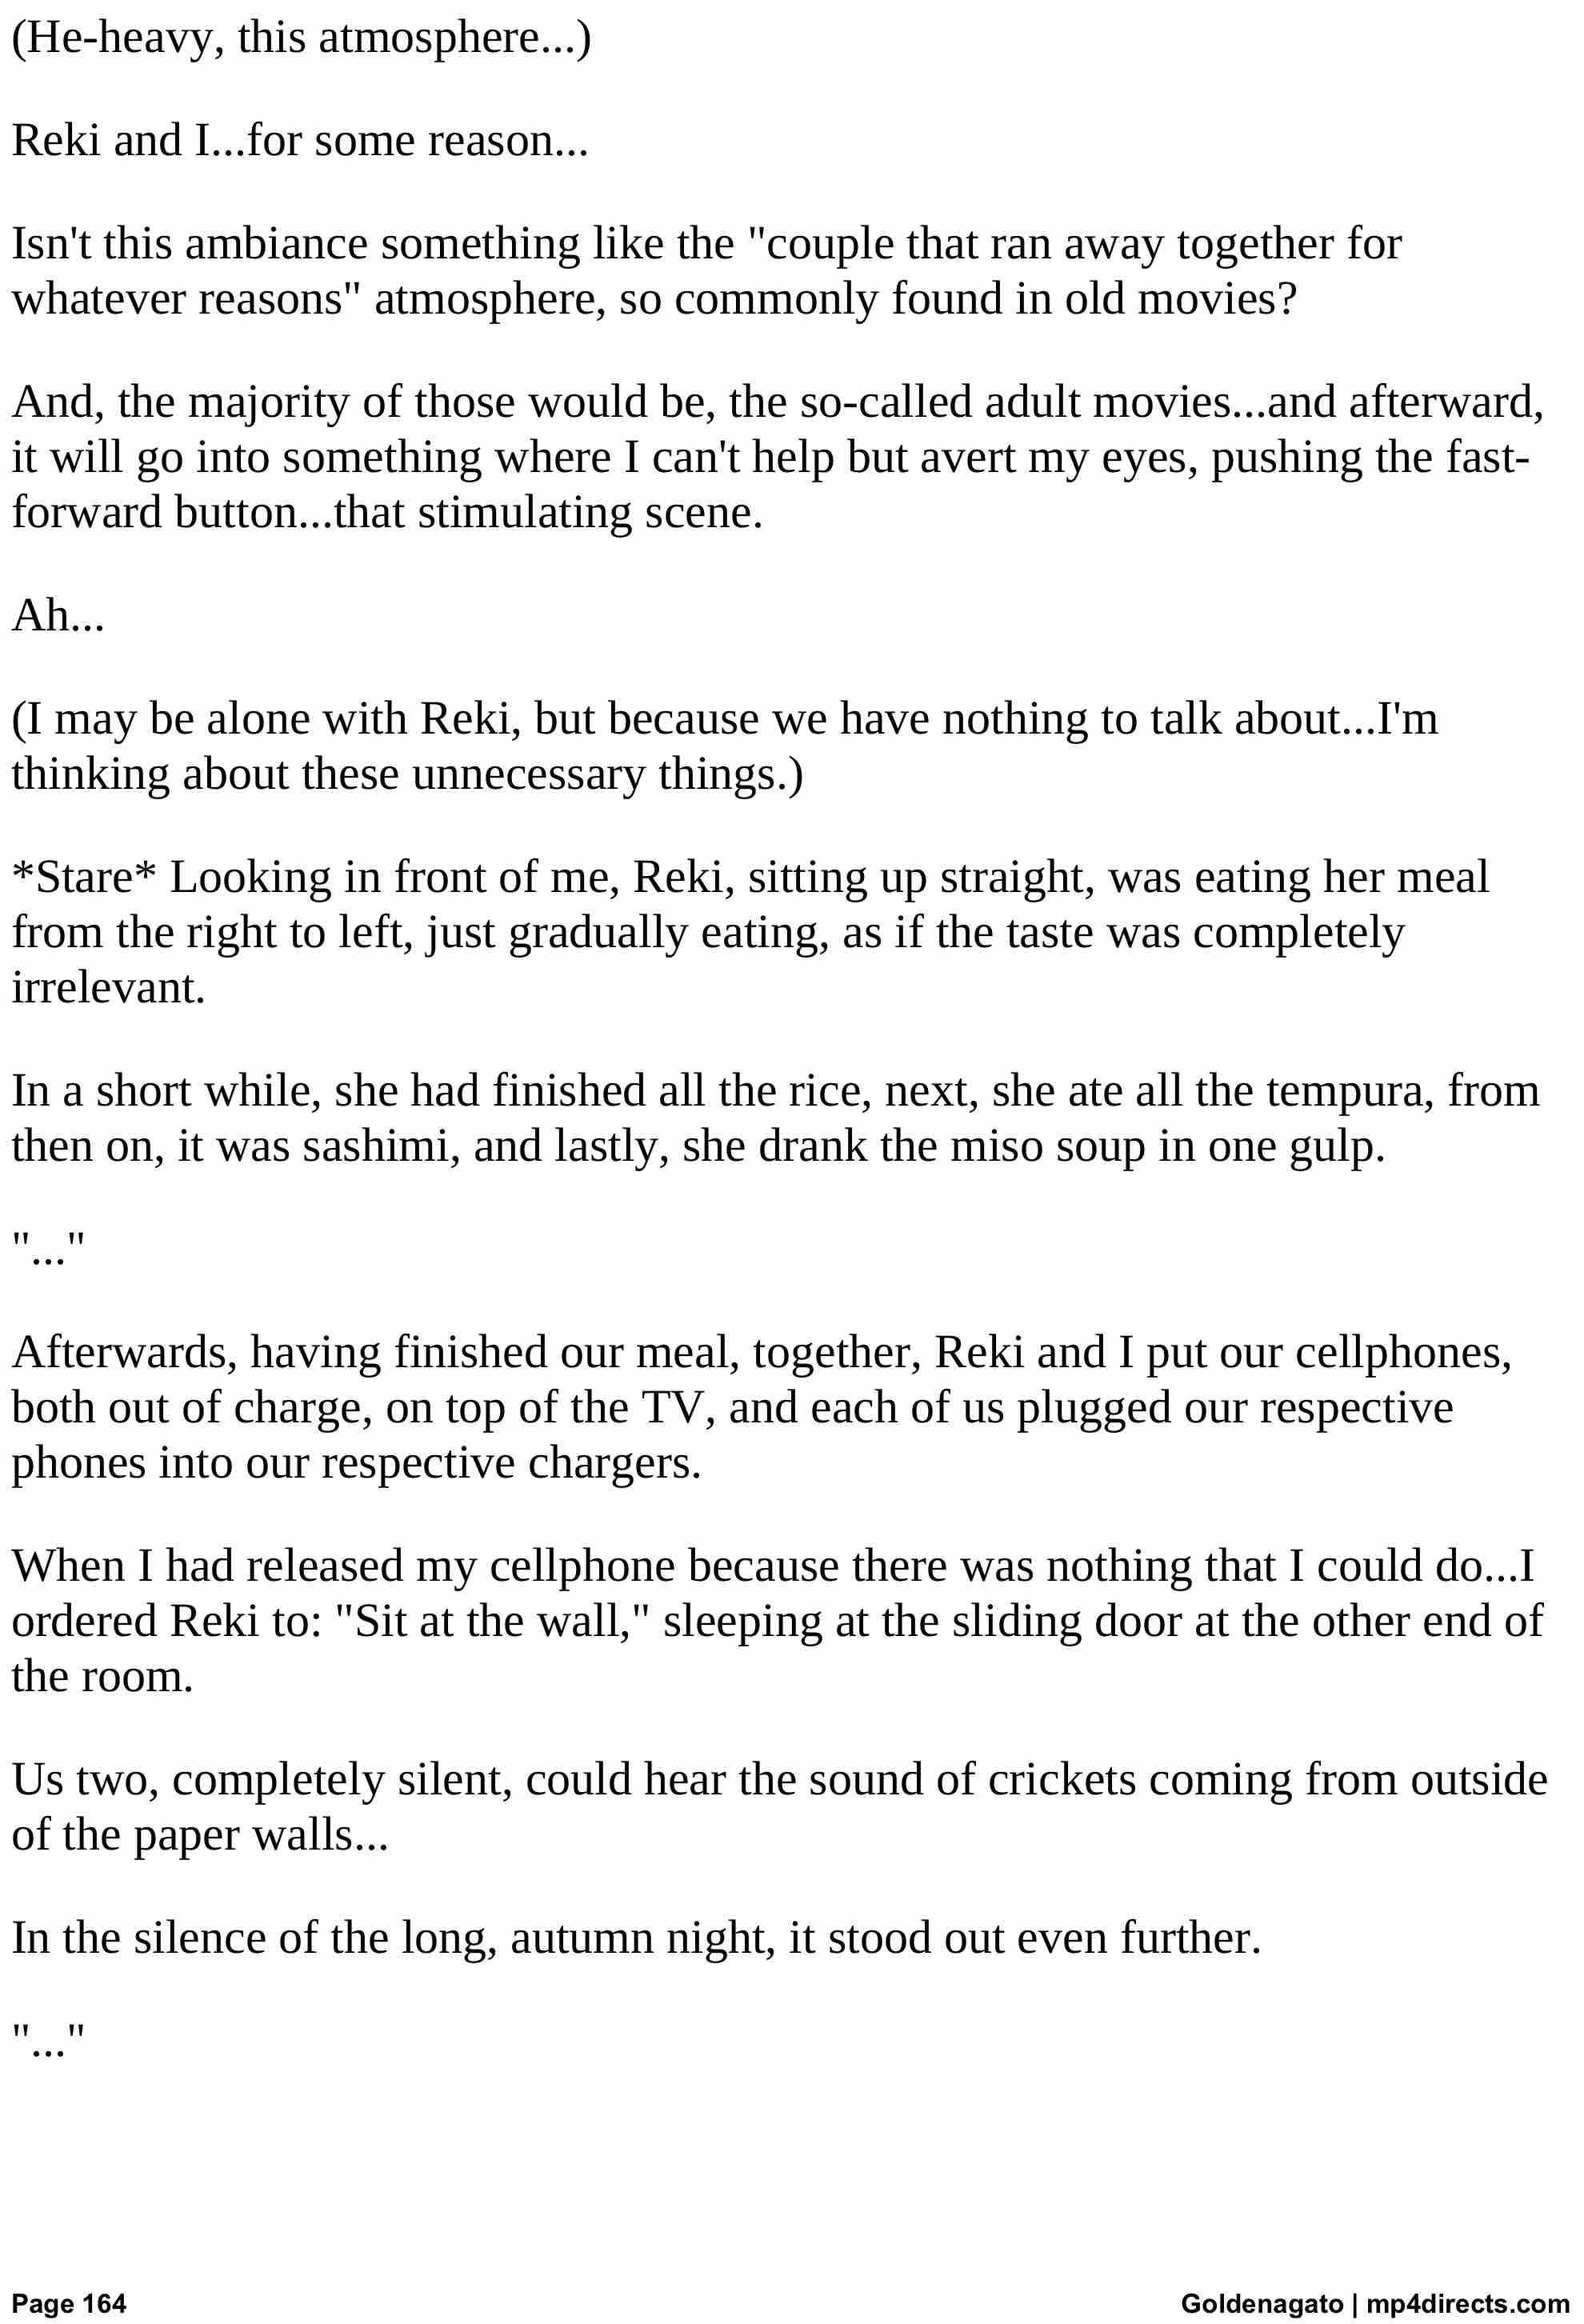 (He-heavy, this atmosphere...)
Reki and I...for some reason...
Isn't this ambiance something like the "couple that ran away together for
whatever reasons" atmosphere, so commonly found in old movies?
And, the majority of those would be, the so-called adult movies...and afterward,
it will go into something where I can't help but avert my eyes, pushing the fast-
forward button...that stimulating scene.
Ah...
(I may be alone with Reki, but because we have nothing to talk about...I'm
thinking about these unnecessary things.)
*Stare* Looking in front of me, Reki, sitting up straight, was eating her meal
from the right to left, just gradually eating, as if the taste was completely
irrelevant.
In a short while, she had finished all the rice, next, she ate all the tempura, from
then on, it was sashimi, and lastly, she drank the miso soup in one gulp.
"..."
Afterwards, having finished our meal, together, Reki and I put our cellphones,
both out of charge, on top of the TV, and each of us plugged our respective
phones into our respective chargers.
When I had released my cellphone because there was nothing that I could do...I
ordered Reki to: "Sit at the wall," sleeping at the sliding door at the other end of
the room.
Us two, completely silent, could hear the sound of crickets coming from outside
of the paper walls...
In the silence of the long, autumn night, it stood out even further.
"..."
Page 164
Goldenagato | mp4directs.com